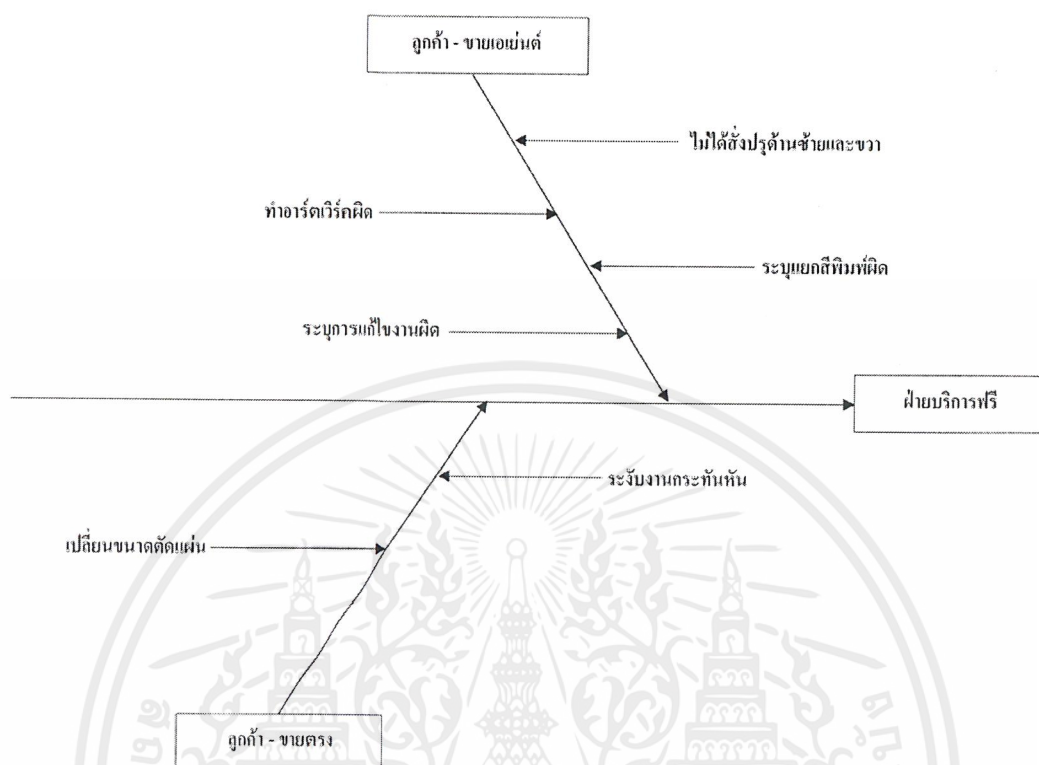 ลูกค้า - ขายเอเย่นต์
ไม่ได้สั่งปรุด้านซ้ายและขวา
ทำอาร์ตเวิร์คผิด
ระบุแยกสีพิมพ์ผิด
ระบุการแก้ไขงานผิด
ฝ่ายบริการฟรี
ระงับงานกระทันหัน
เปลี่ยนขนาดตัดแผ่น
ลูกค้า - ขายตรง